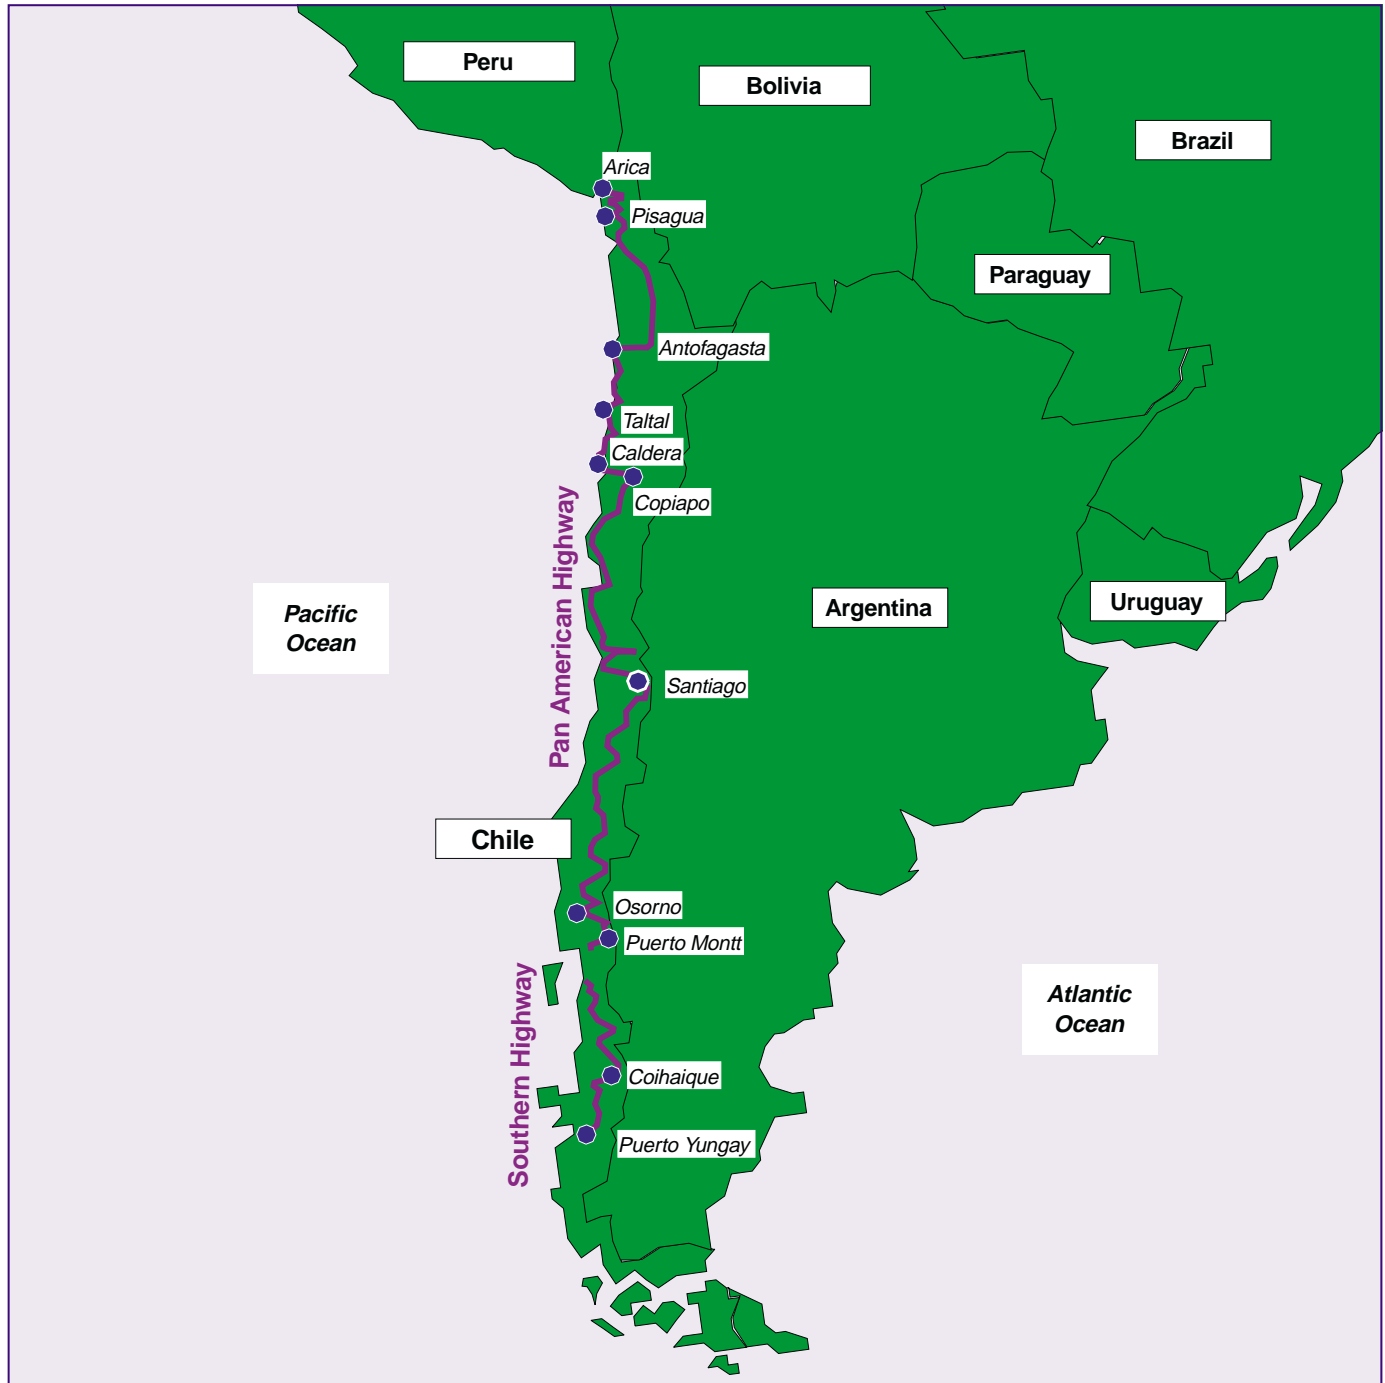 Peru
Bolivia
Brazil
Arica
Pisagua
Paraguay
Antofagasta
Taltal
Caldera
Copiapo
Pan American Highway
Pacific
Ocean
Argentina
Uruguay
Santiago
Chile
Osorno
Puerto Montt
Southern Highway
Atlantic
Ocean
Coihaique
Puerto Yungay